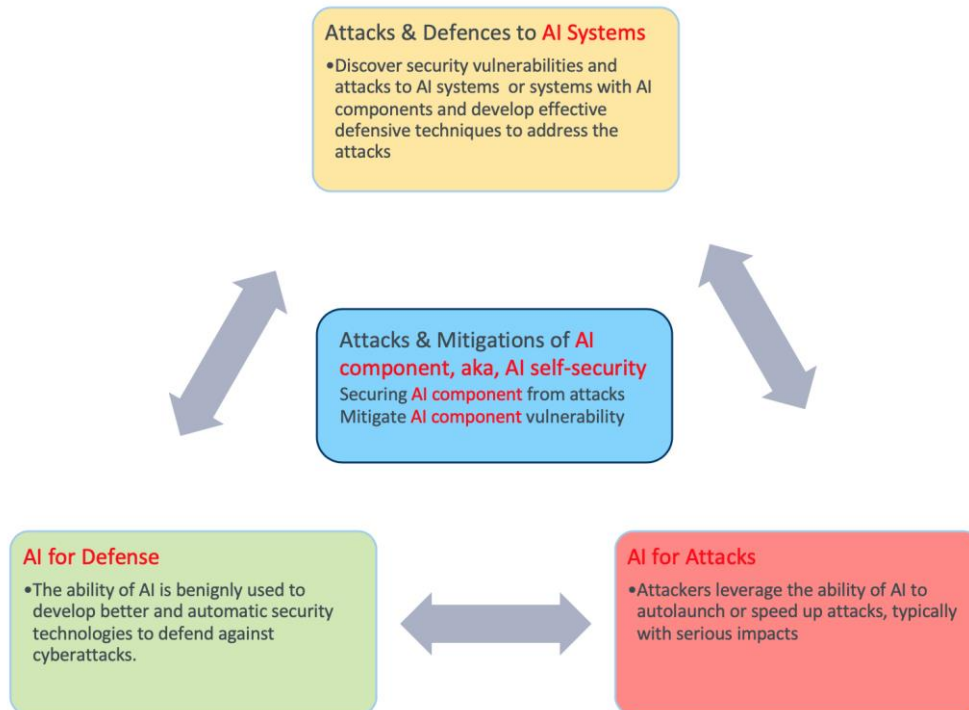 Attacks & Defences to AI Systems
•Discover security vulnerabilities and
attacks to AI systems or systems with AI
components and develop effective
defensive techniques to address the
attacks
Attacks & Mitigations of AI
component, aka, AI self-security
Securing AI component from attacks
Mitigate AI component vulnerability
AI for Defense
•The ability of AI is benignly used to
develop better and automatic security
technologies to defend against
cyberattacks.
AI for Attacks
•Attackers leverage the ability of AI to
autolaunch or speed up attacks, typically
with serious impacts